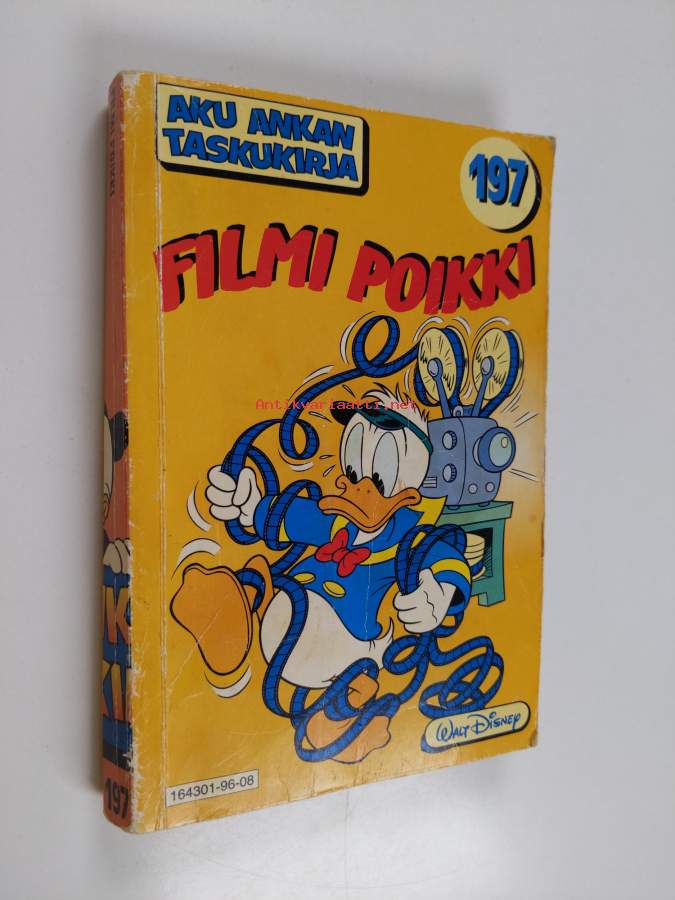 AKU ANKAN
TASKUKIRJA
197
FILMI POIKKI
Antikvariaatti.net
WALT DISNEY
164301-96-08
197